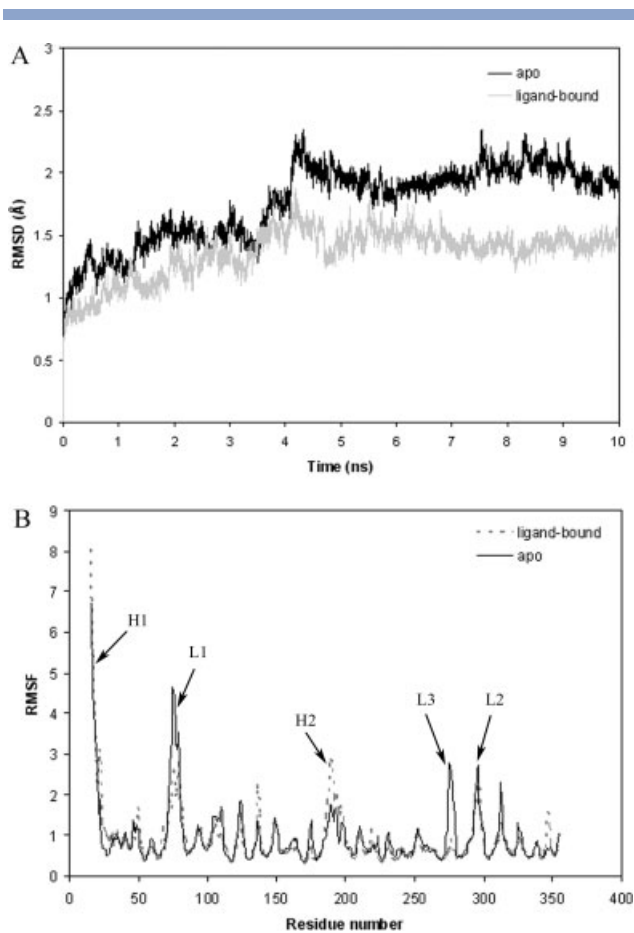 A
3
2.5
2
1.5
1
0.5
0
RMSD (Å)
apo
ligand-bound
0 1 2 3 4 5 6 7 8 9 10
Time (ns)
B
9
8
7
6
5
4
3
2
1
0
RMSF
ligand-bound
apo
H1
L1
H2
L3
L2
0 50 100 150 200 250 300 350 400
Residue number